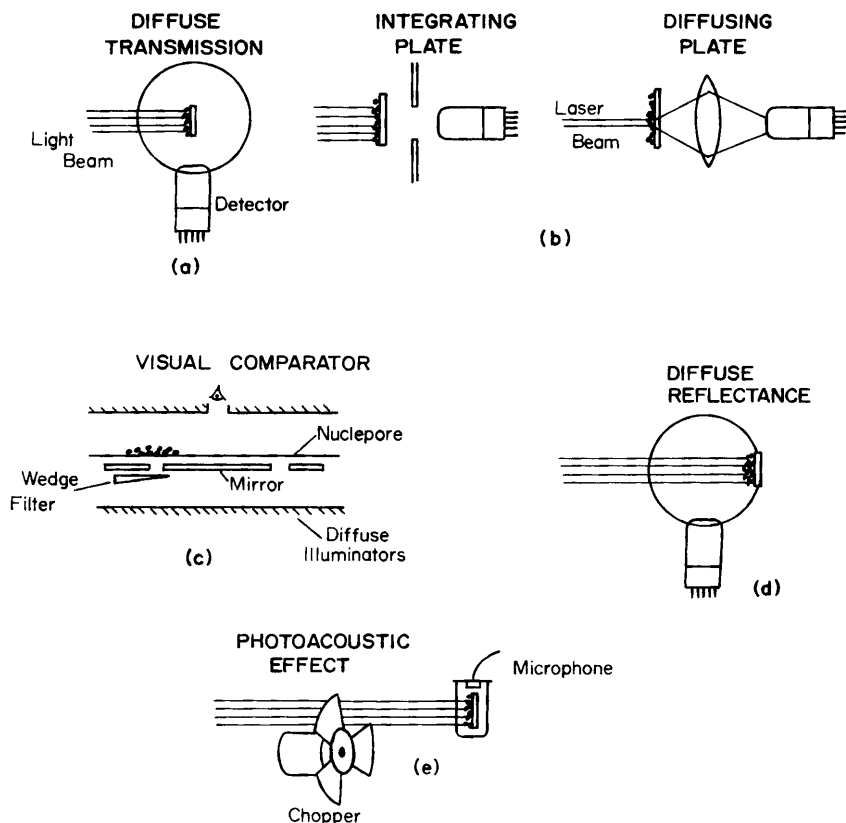 DIFFUSE
TRANSMISSION
Light
Beam
Detector
(a)
INTEGRATING
PLATE
DIFFUSING
PLATE
Laser
Beam
(b)
VISUAL COMPARATOR
Nuclepore
Mirror
Wedge
Filter
Diffuse
Illuminators
(c)
DIFFUSE
REFLECTANCE
(d)
PHOTOACOUSTIC
EFFECT
Microphone
(e)
Chopper